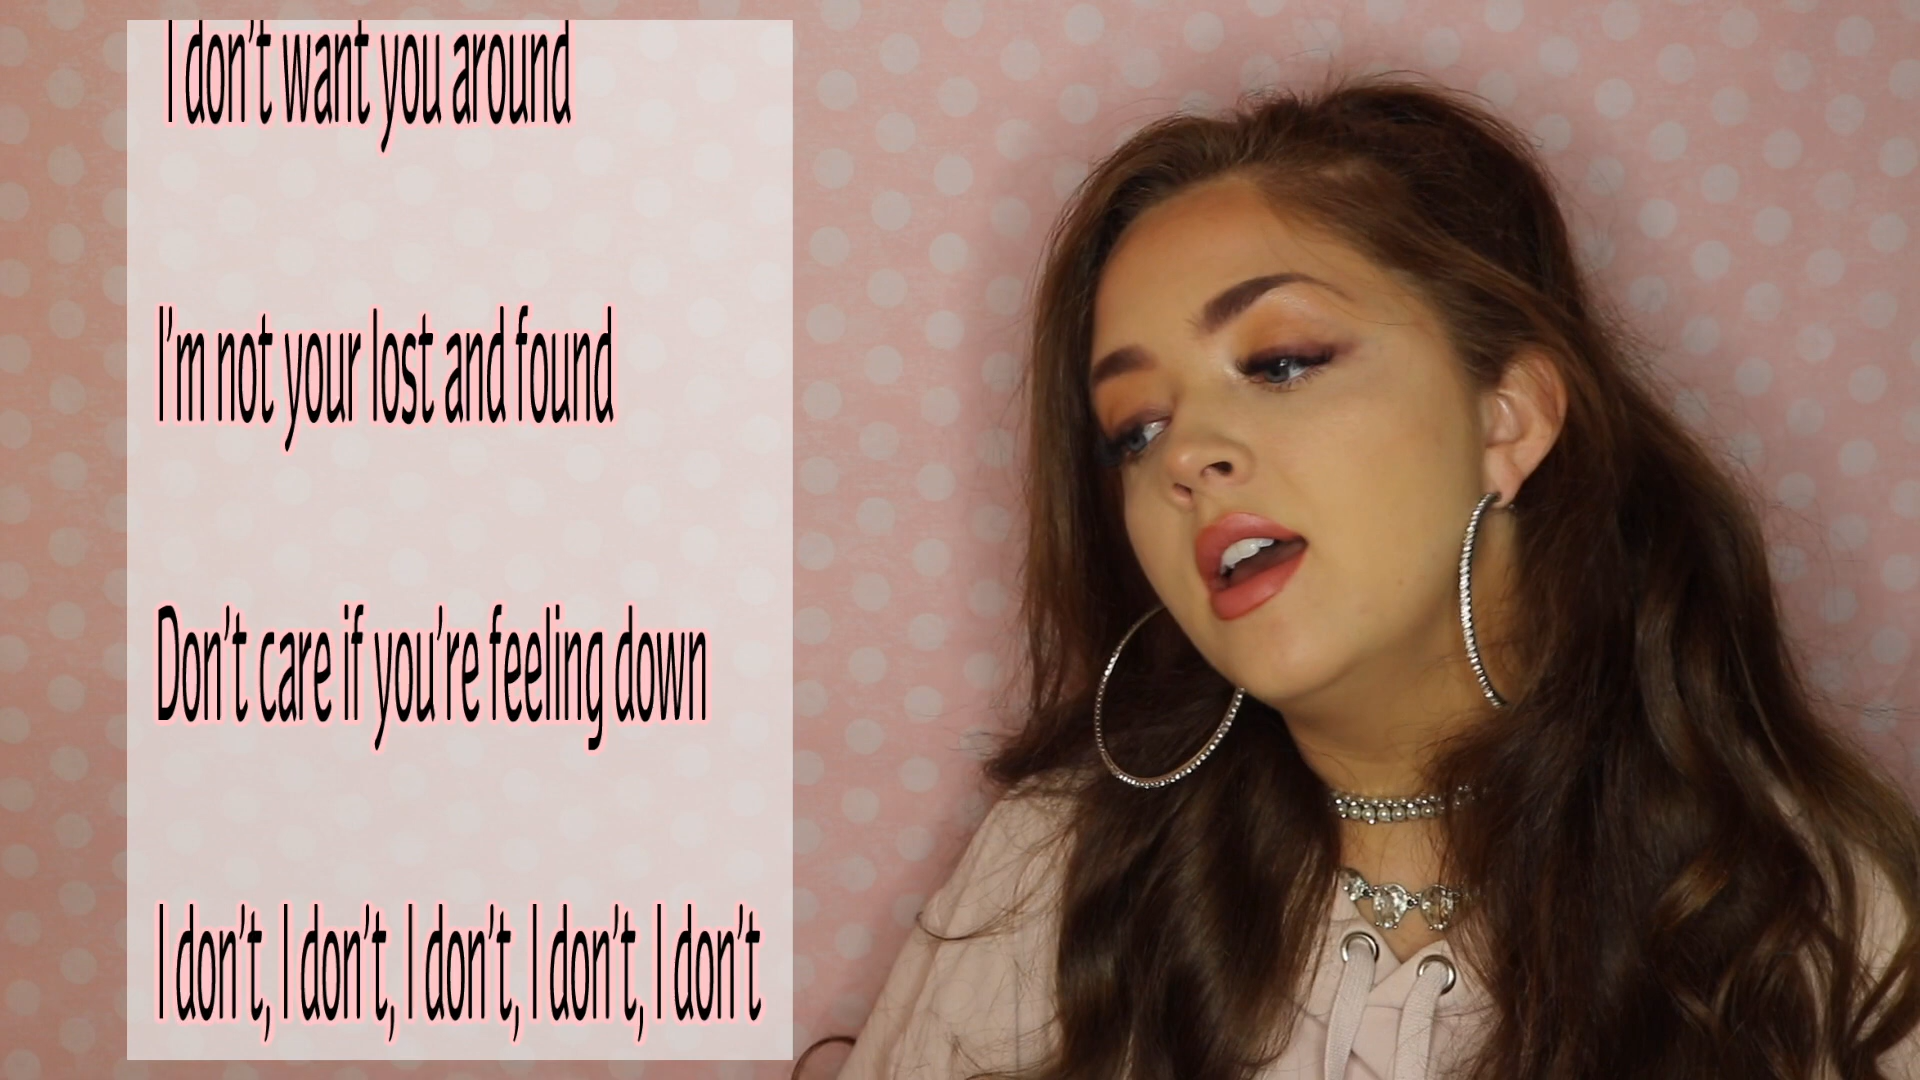 I don't want you around
I'm not your lost and found
Don't care if you're feeling down
I don't, I don't, I don't, I don't, I don't